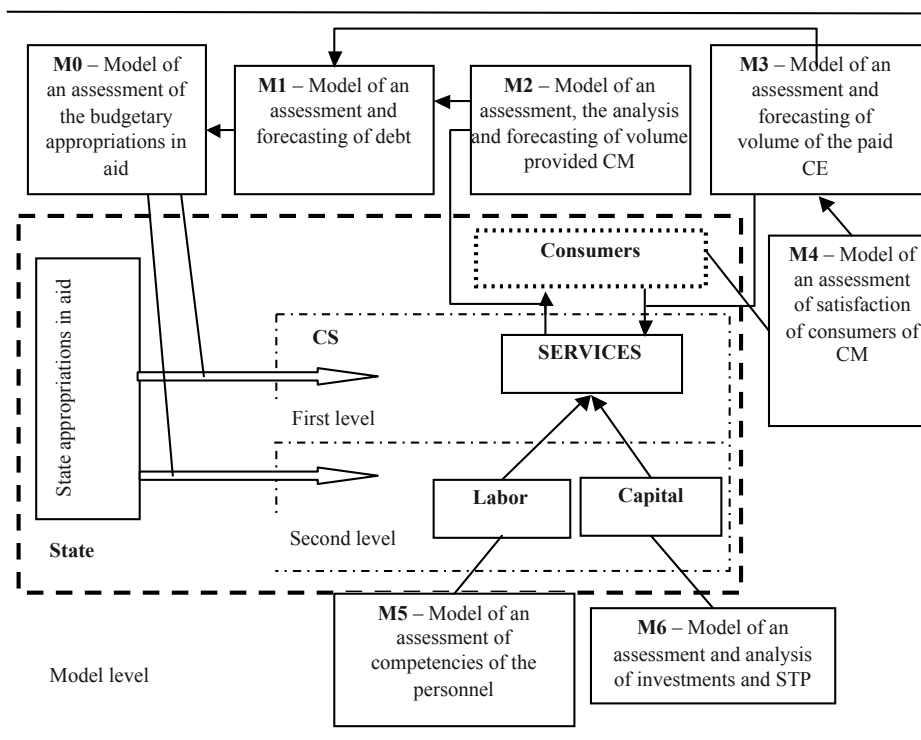 M0 – Model of
an assessment of
the budgetary
appropriations in
aid
M1 – Model of an
assessment and
forecasting of debt
M2 – Model of an
assessment, the analysis
and forecasting of volume
provided CM
M3 – Model of an
assessment and
forecasting of
volume of the paid
CE
M4 – Model of
an assessment
of satisfaction
of consumers of
CM
Consumers
State appropriations in aid
CS
SERVICES
First level
Labor
Capital
Second level
State
M5 – Model of an
assessment of
competencies of the
personnel
M6 – Model of an
assessment and analysis
of investments and STP
Model level